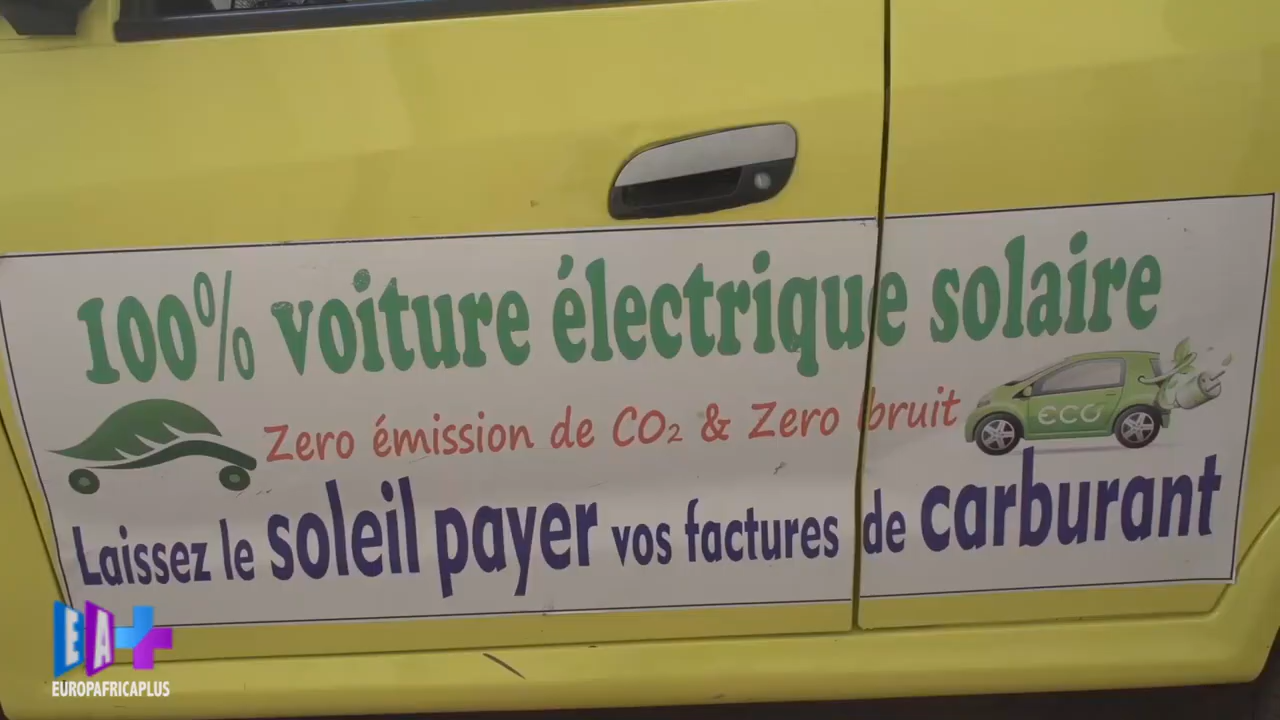 100% voiture électrique solaire
Zero émission de CO₂ & Zero bruit
eco
Laissez le soleil payer vos factures de carburant
EA+
EUROPAFRICAPLUS